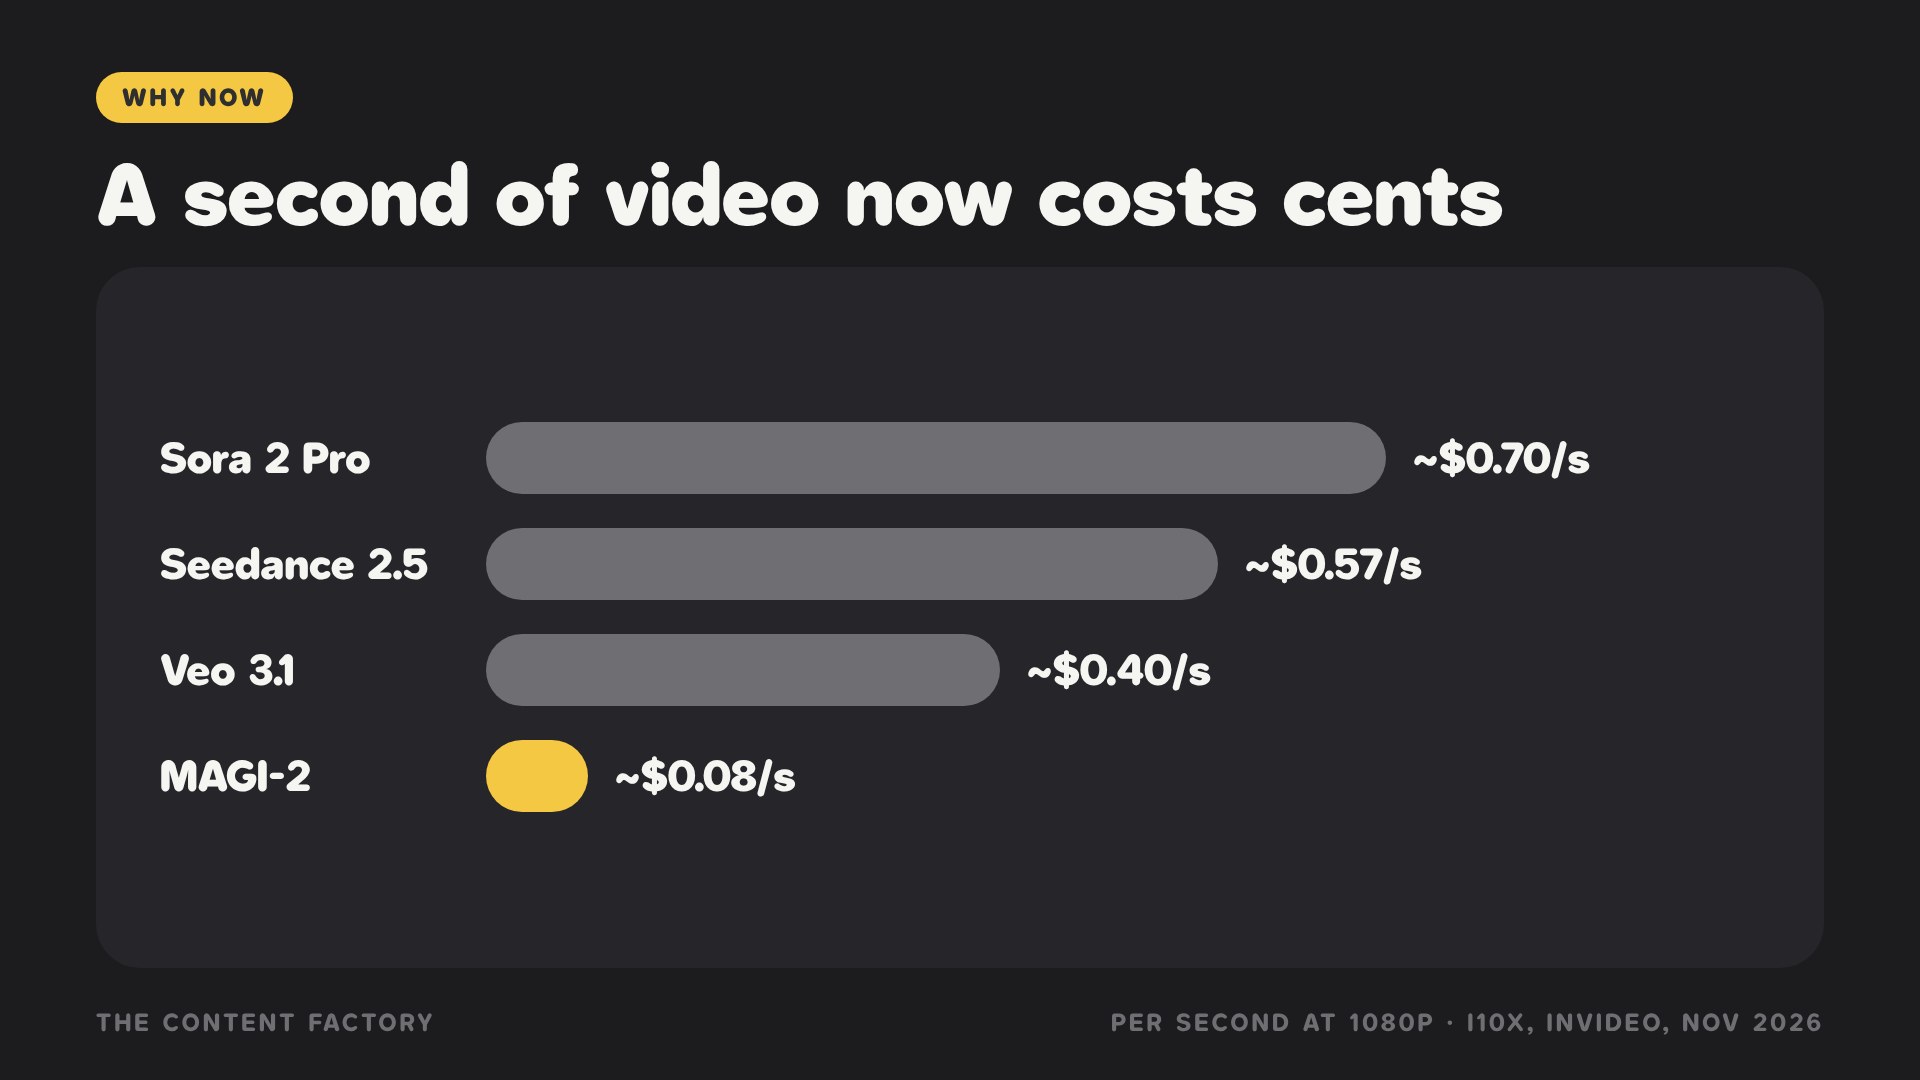 WHY NOW
A second of video now costs cents
Sora 2 Pro ~$0.70/s
Seedance 2.5 ~$0.57/s
Veo 3.1 ~$0.40/s
MAGI-2 ~$0.08/s
THE CONTENT FACTORY
PER SECOND AT 1080P · I10X, INVIDEO, NOV 2026